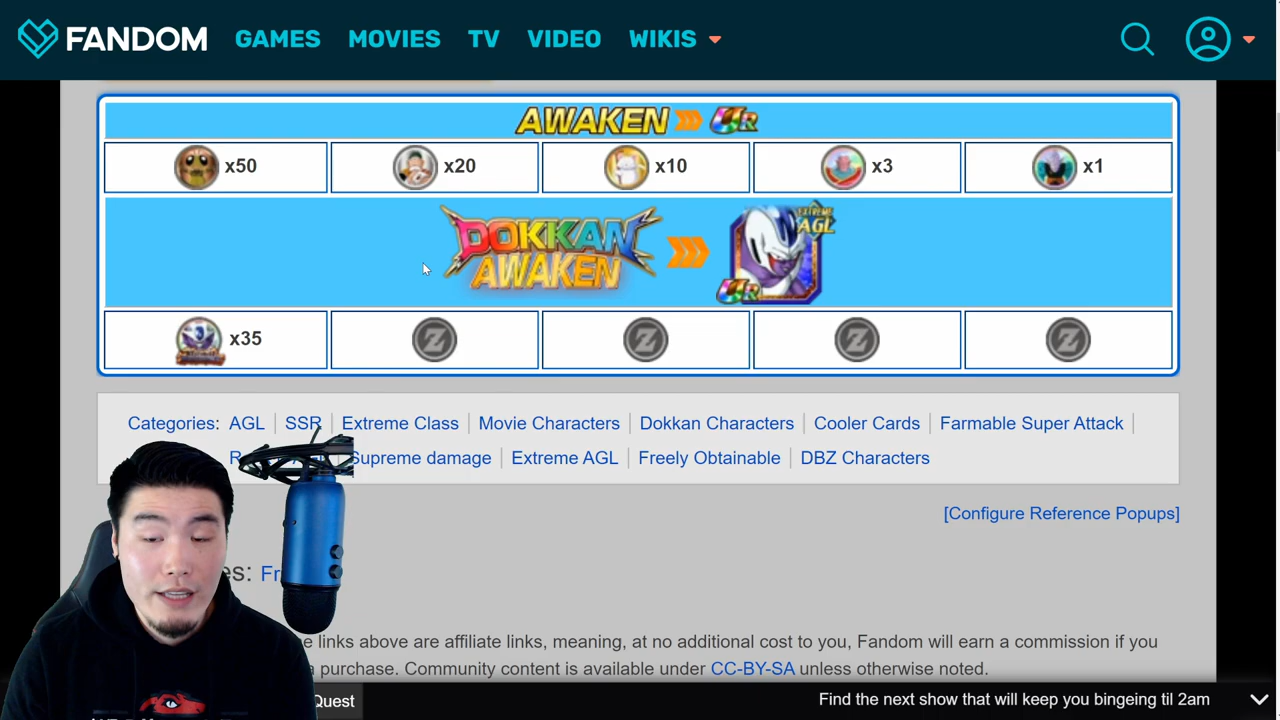 FANDOM GAMES MOVIES TV VIDEO WIKIS
AWAKEN UR
x50 x20 x10 x3 x1
DOKKAN AWAKEN EXTREME AGL UR
x35 Z Z Z Z
Categories: AGL SSR Extreme Class Movie Characters Dokkan Characters Cooler Cards Farmable Super Attack
Supreme damage Extreme AGL Freely Obtainable DBZ Characters
[Configure Reference Popups]
links above are affiliate links, meaning, at no additional cost to you, Fandom will earn a commission if you
purchase. Community content is available under CC-BY-SA unless otherwise noted.
Quest Find the next show that will keep you bingeing til 2am